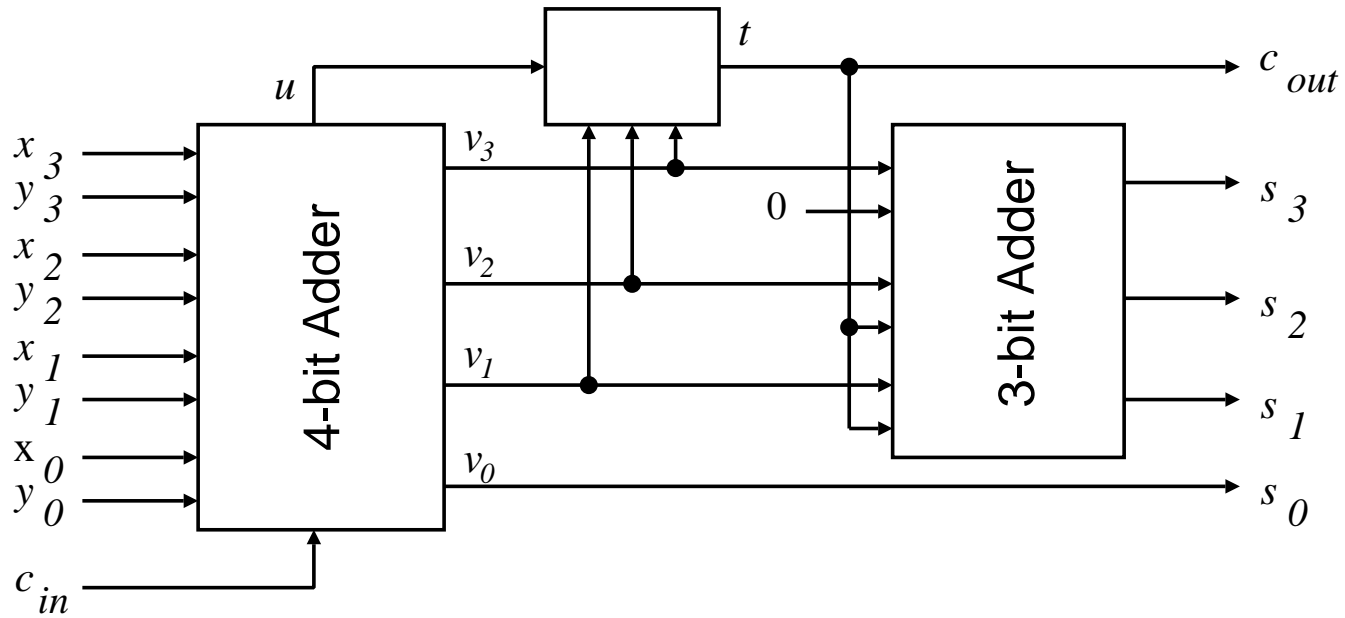 t
c out
u
x 3
v3
y 3
0
s 3
x 2
v2
y 2
s 2
4-bit Adder
3-bit Adder
x 1
v1
y 1
s 1
x 0
v0
y 0
s 0
c in